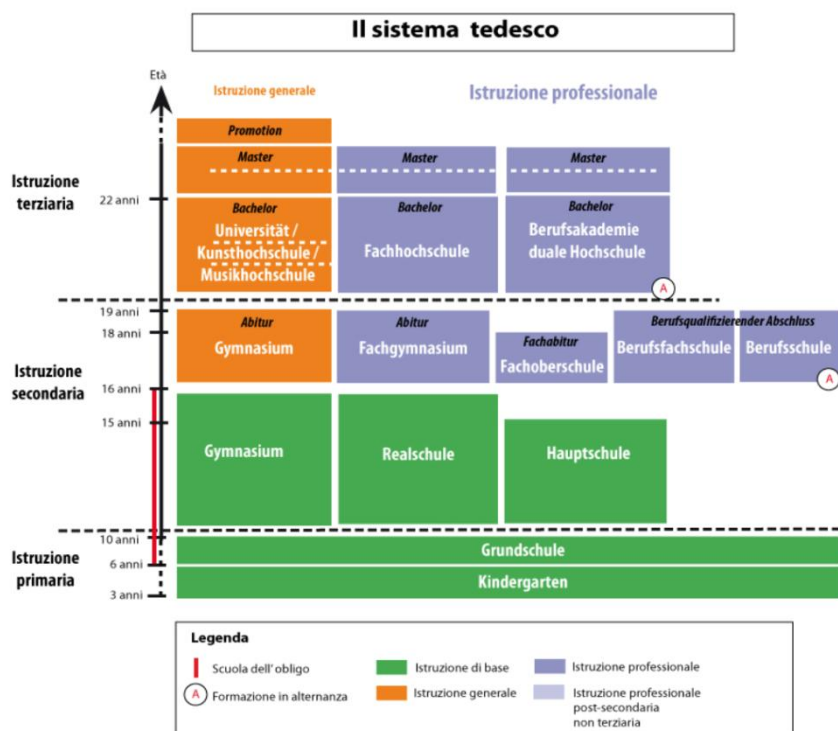 Il sistema tedesco
Età
Istruzione generale
Istruzione professionale
Promotion
Master
Master
Master
Istruzione
terziaria
22 anni
Bachelor
Universität /
Kunsthochschule /
Musikhochschule
Bachelor
Fachhochschule
Bachelor
Berufsakademie
duale Hochschule
A
19 anni
18 anni
Abitur
Gymnasium
Abitur
Fachgymnasium
Fachabitur
Fachoberschule
Berufsqualifizierender Abschluss
Berufsfachschule
Berufsschule
A
Istruzione
secondaria
16 anni
15 anni
Gymnasium
Realschule
Hauptschule
10 anni
Grundschule
Istruzione
primaria
6 anni
Kindergarten
3 anni
Legenda
Scuola dell' obligo
Istruzione di base
Istruzione professionale
A
Formazione in alternanza
Istruzione generale
Istruzione professionale
post-secondaria
non terziaria